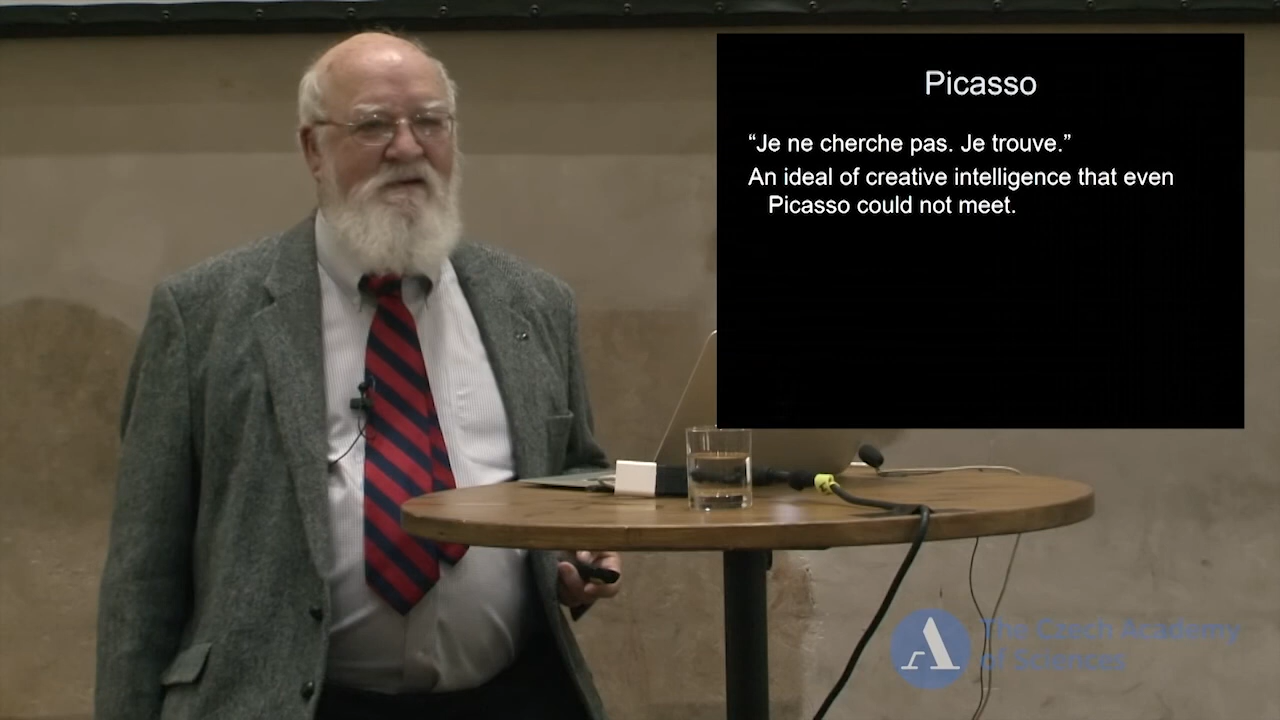 Picasso
“Je ne cherche pas. Je trouve.”
An ideal of creative intelligence that even
Picasso could not meet.
The Czech Academy
of Sciences